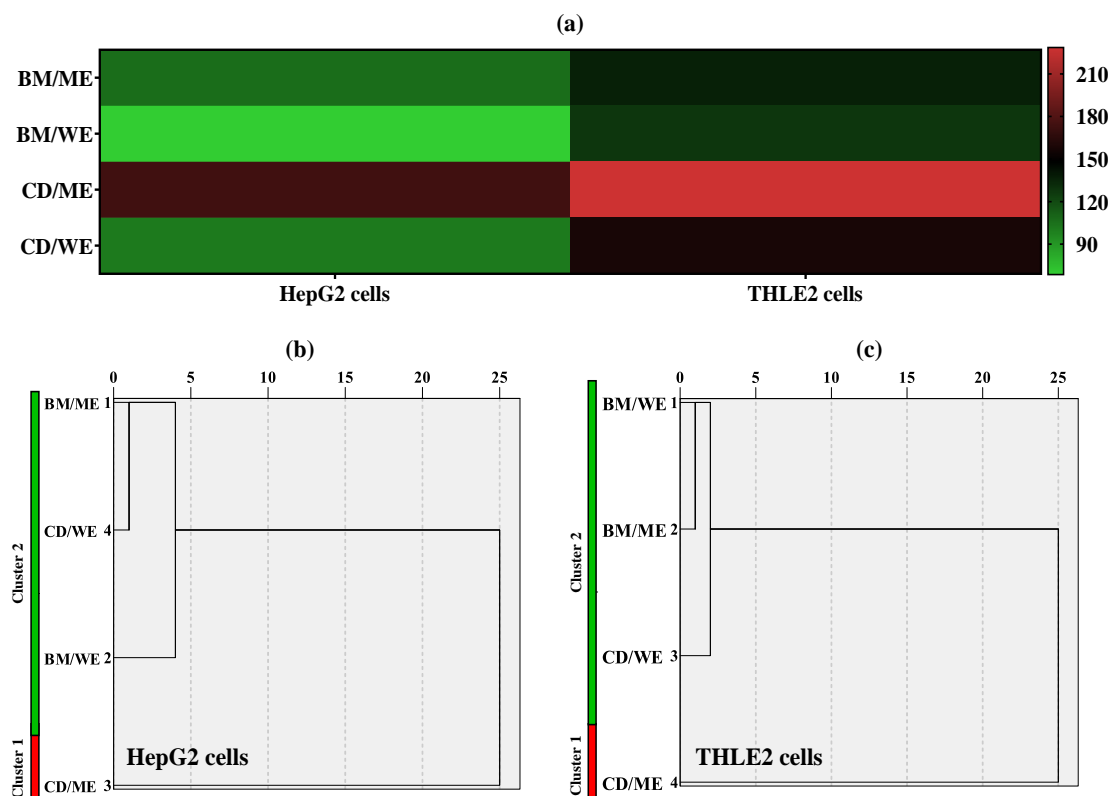 (a)
BM/ME
BM/WE
CD/ME
CD/WE
HepG2 cells
THLE2 cells
210
180
150
120
90
(b)
0 5 10 15 20 25
Cluster 2
Cluster 1
BM/ME 1
CD/WE 4
BM/WE 2
CD/ME 3
HepG2 cells
(c)
0 5 10 15 20 25
Cluster 2
Cluster 1
BM/WE 1
BM/ME 2
CD/WE 3
CD/ME 4
THLE2 cells